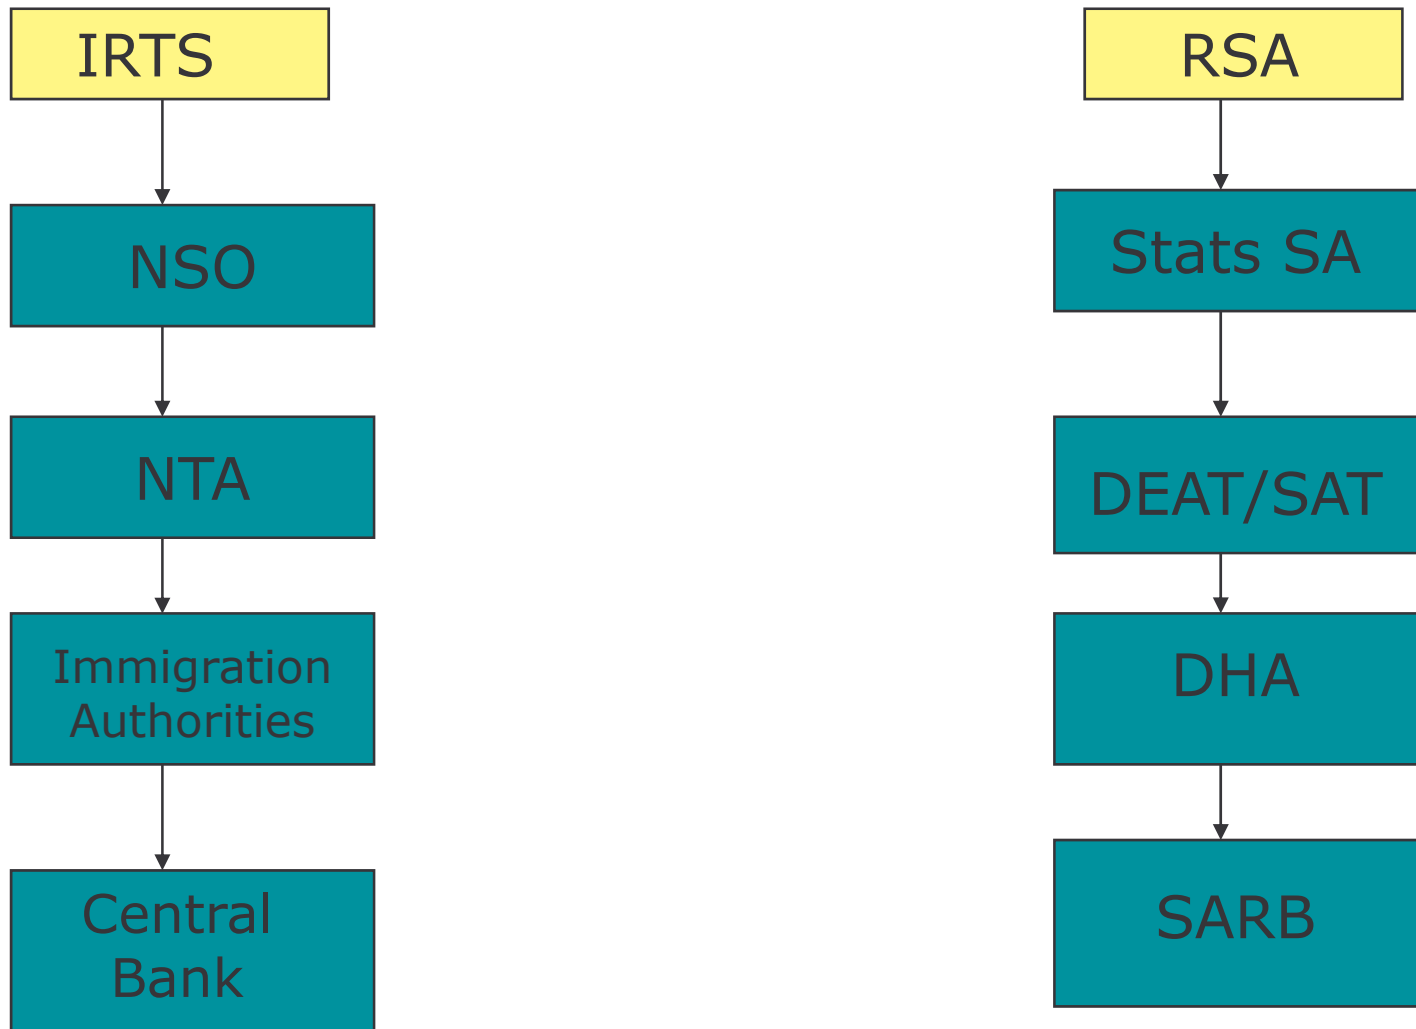 IRTS
NSO
NTA
Immigration
Authorities
Central
Bank
RSA
Stats SA
DEAT/SAT
DHA
SARB